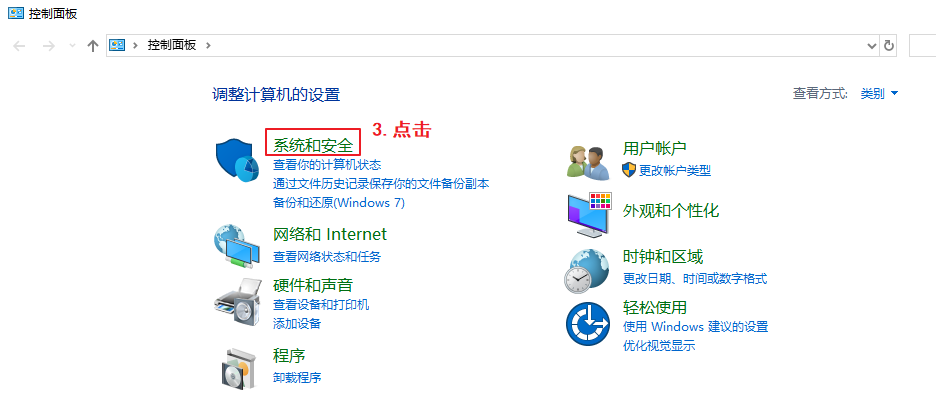 控制面板
控制面板
调整计算机的设置
查看方式: 类别
3. 点击
系统和安全
查看你的计算机状态
通过文件历史记录保存你的文件备份副本
备份和还原(Windows 7)
网络和 Internet
查看网络状态和任务
硬件和声音
查看设备和打印机
添加设备
程序
卸载程序
用户帐户
更改帐户类型
外观和个性化
时钟和区域
更改日期、时间或数字格式
轻松使用
使用 Windows 建议的设置
优化视觉显示